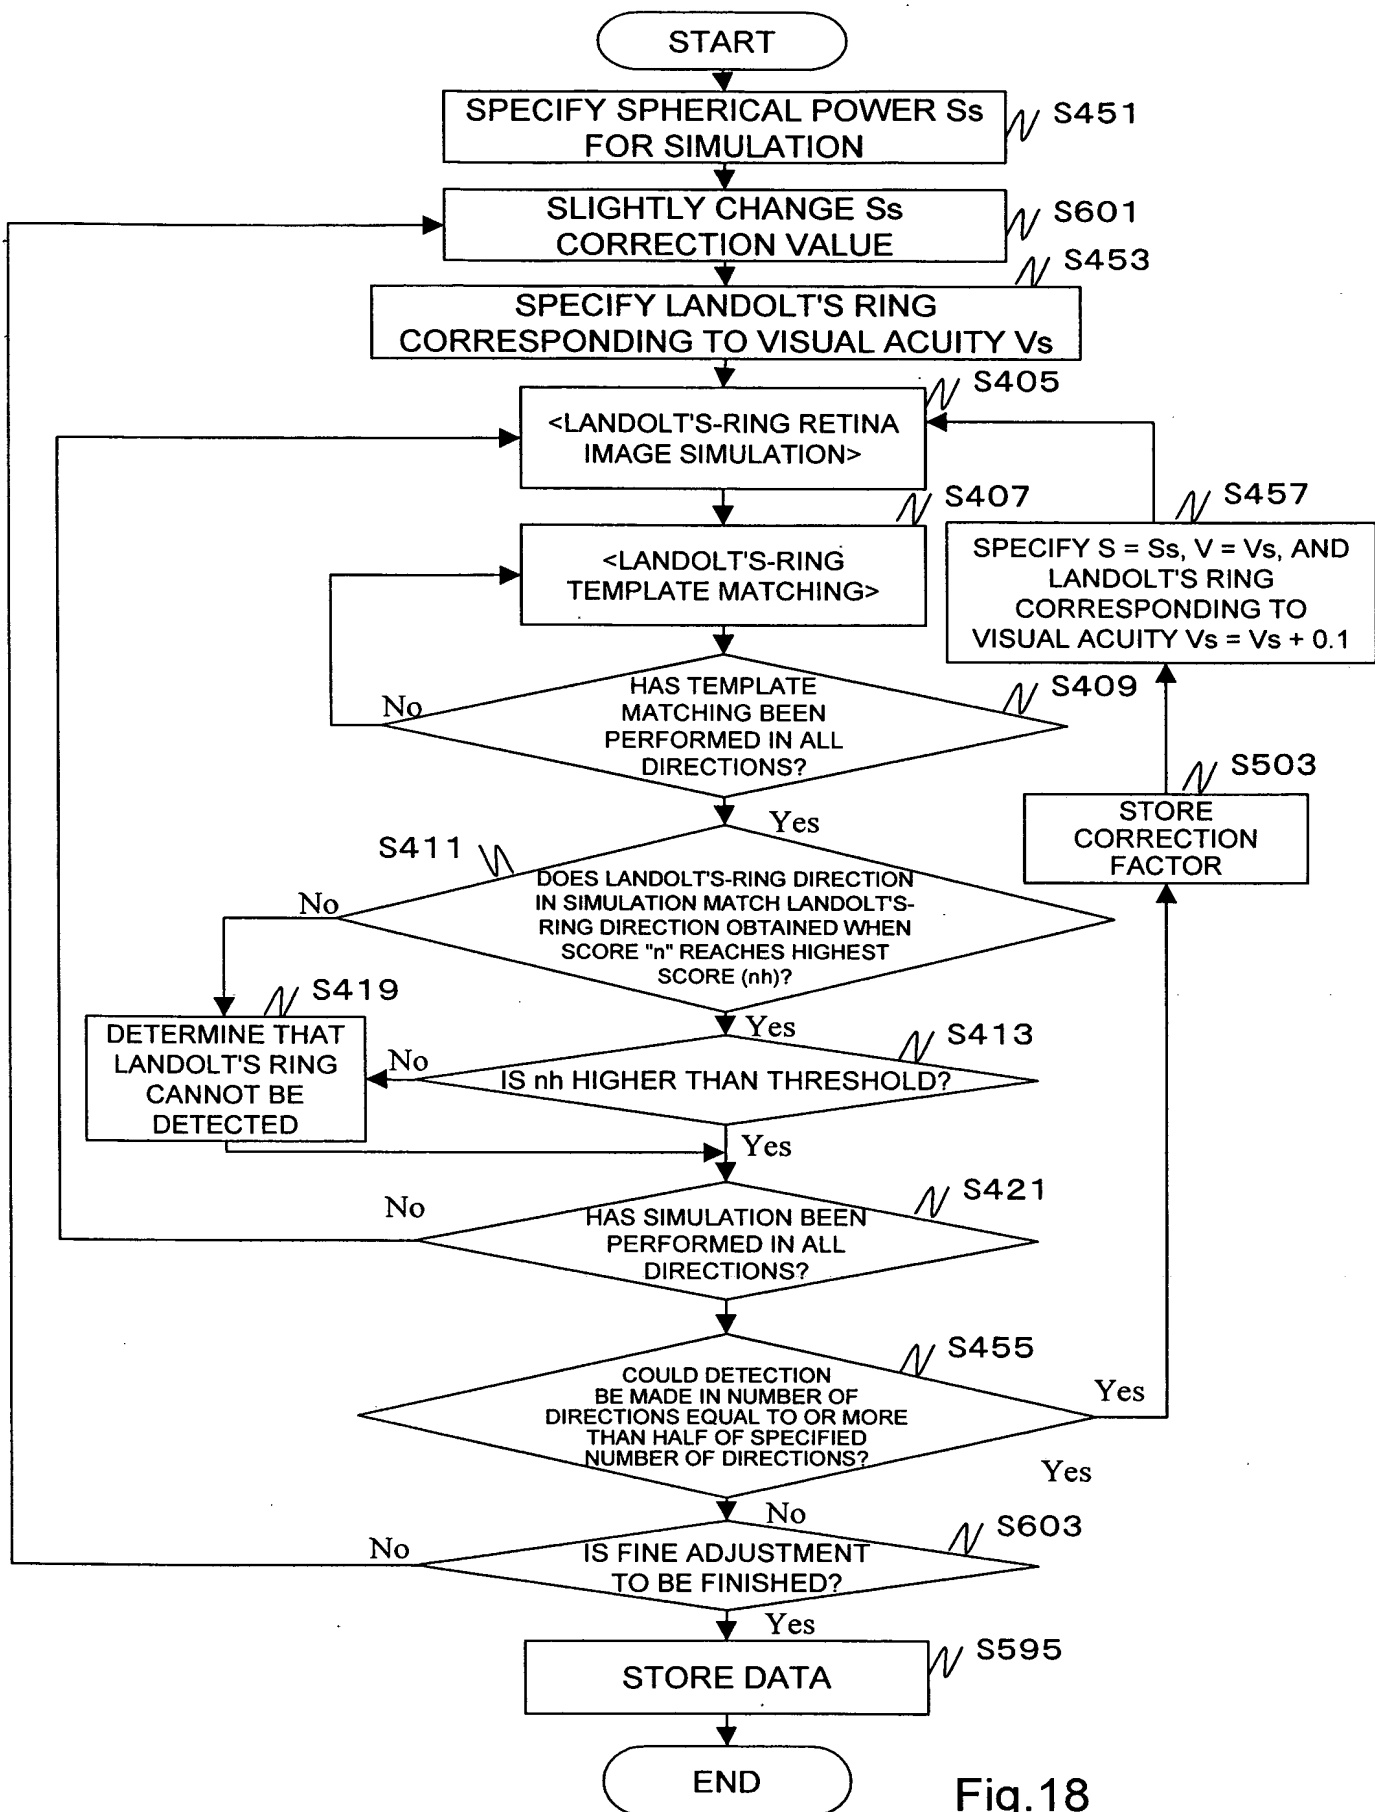 START
SPECIFY SPHERICAL POWER Ss
FOR SIMULATION
S451
SLIGHTLY CHANGE Ss
CORRECTION VALUE
S601
S453
SPECIFY LANDOLT'S RING
CORRESPONDING TO VISUAL ACUITY Vs
S405
<LANDOLT'S-RING RETINA
IMAGE SIMULATION>
S407
<LANDOLT'S-RING
TEMPLATE MATCHING>
S457
SPECIFY S = Ss, V = Vs, AND
LANDOLT'S RING
CORRESPONDING TO
VISUAL ACUITY Vs = Vs + 0.1
S409
HAS TEMPLATE
MATCHING BEEN
PERFORMED IN ALL
DIRECTIONS?
No
Yes
S503
STORE
CORRECTION
FACTOR
S411
DOES LANDOLT'S-RING DIRECTION
IN SIMULATION MATCH LANDOLT'S-
RING DIRECTION OBTAINED WHEN
SCORE "n" REACHES HIGHEST
SCORE (nh)?
No
Yes
S419
DETERMINE THAT
LANDOLT'S RING
CANNOT BE
DETECTED
S413
No
IS nh HIGHER THAN THRESHOLD?
Yes
S421
No
HAS SIMULATION BEEN
PERFORMED IN ALL
DIRECTIONS?
S455
COULD DETECTION
BE MADE IN NUMBER OF
DIRECTIONS EQUAL TO OR MORE
THAN HALF OF SPECIFIED
NUMBER OF DIRECTIONS?
Yes
Yes
No
S603
No
IS FINE ADJUSTMENT
TO BE FINISHED?
Yes
S595
STORE DATA
END
Fig.18